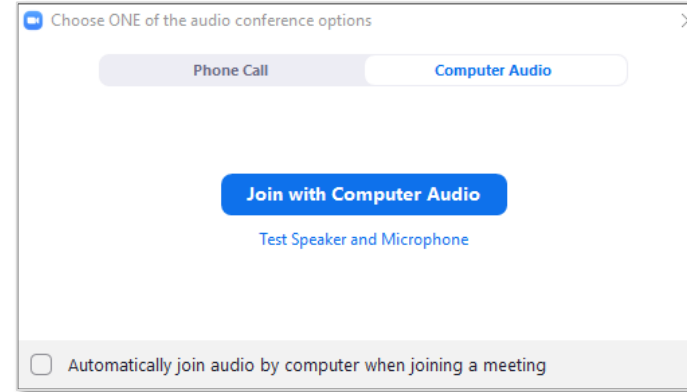 Choose ONE of the audio conference options
Phone Call
Computer Audio
Join with Computer Audio
Test Speaker and Microphone
Automatically join audio by computer when joining a meeting